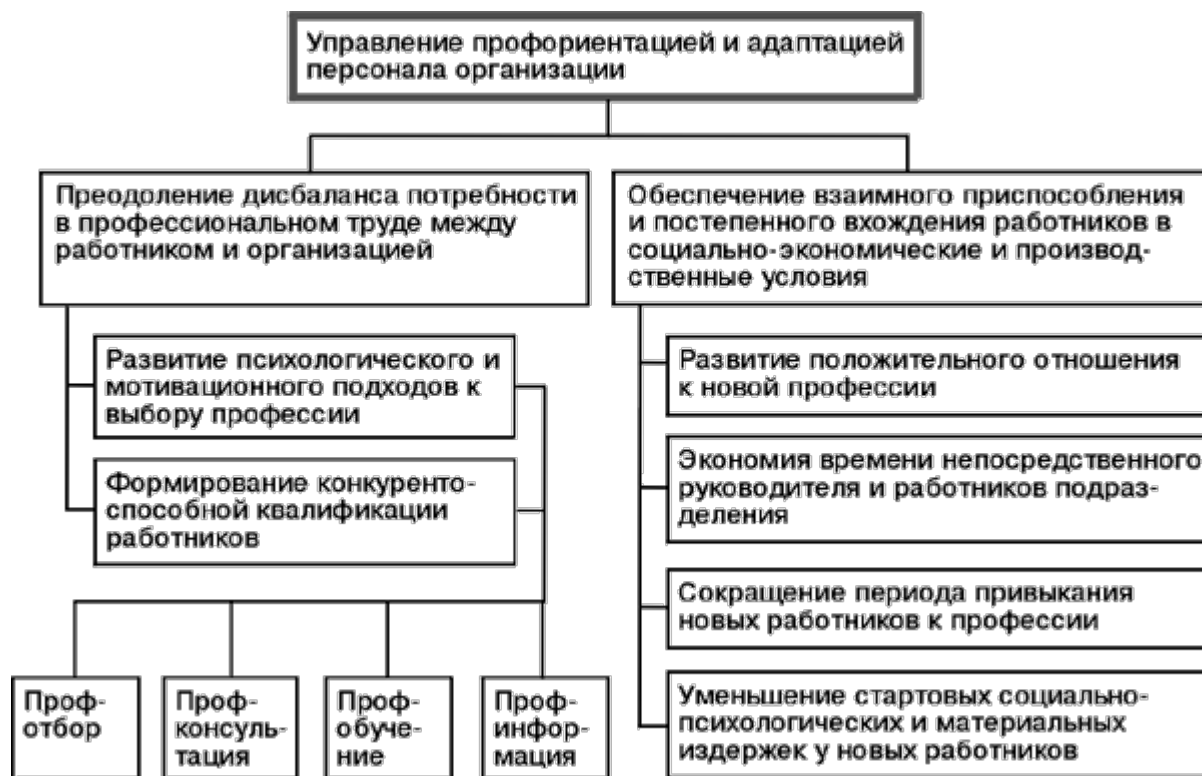 Управление профориентацией и адаптацией
персонала организации
Преодоление дисбаланса потребности
в профессиональном труде между
работником и организацией
Обеспечение взаимного приспособления
и постепенного вхождения работников в
социально-экономические и производ-
ственные условия
Развитие психологического и
мотивационного подходов к
выбору профессии
Формирование конкуренто-
способной квалификации
работников
Проф-
отбор
Проф-
консуль-
тация
Проф-
обуче-
ние
Проф-
инфор-
мация
Развитие положительного отношения
к новой профессии
Экономия времени непосредственного
руководителя и работников подраз-
деления
Сокращение периода привыкания
новых работников к профессии
Уменьшение стартовых социально-
психологических и материальных
издержек у новых работников